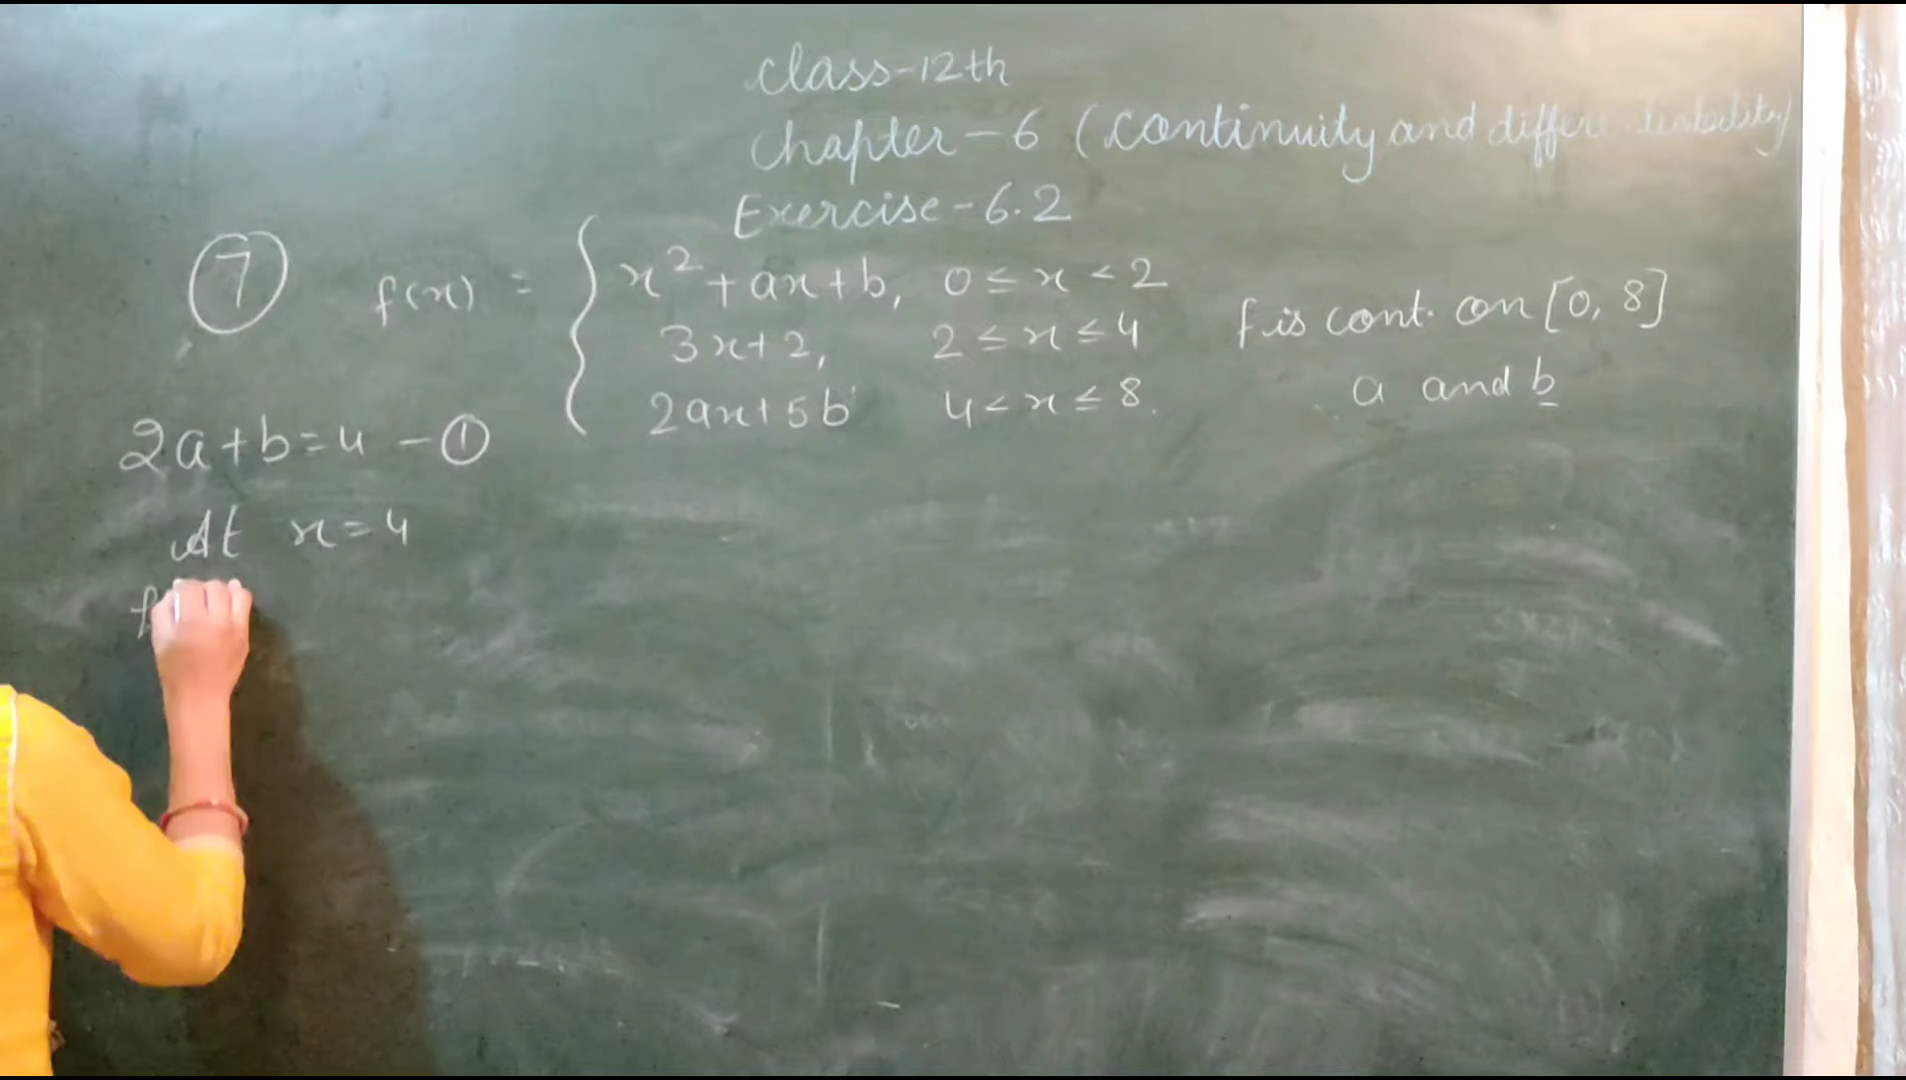 Class-12th
Chapter-6 (Continuity and differentiability)
Exercise-6.2
7 f(x) = { x²+ax+b, 0≤x<2
3x+2, 2≤x≤4
2ax+5b 4<x≤8.
f is cont. on [0, 8]
a and b
2a+b=4 - ①
At x=4
f